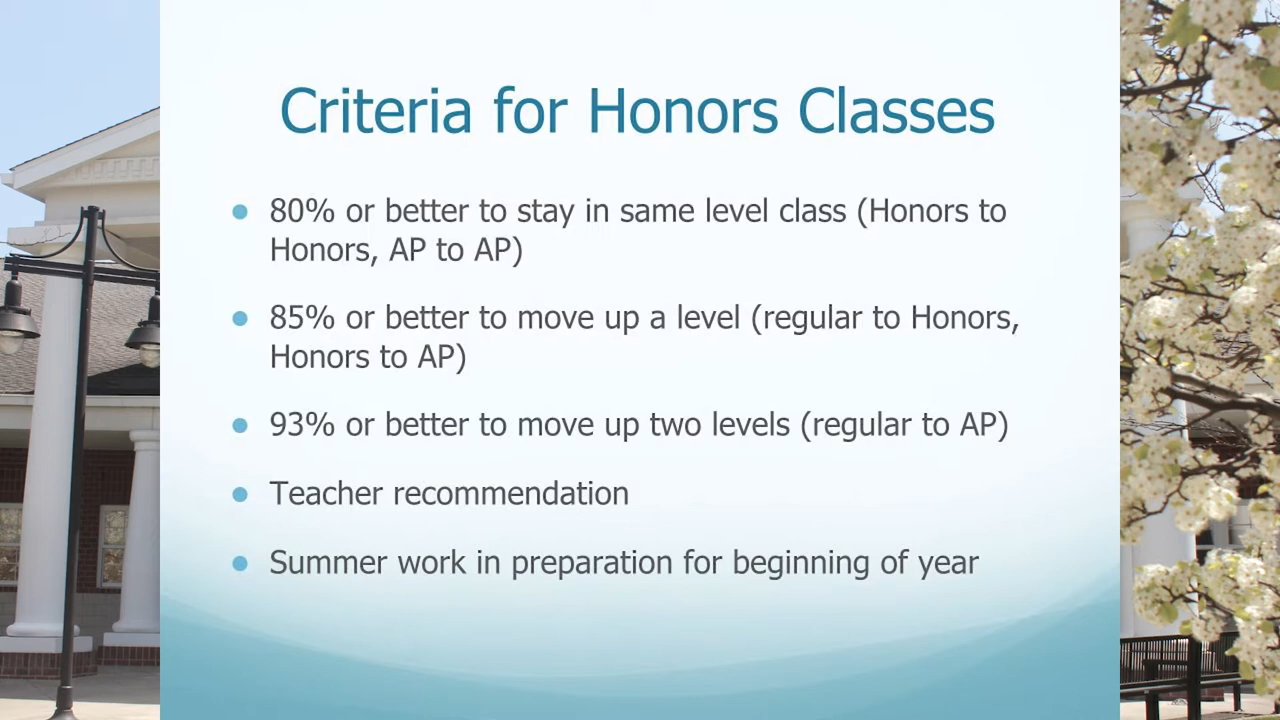 Criteria for Honors Classes
80% or better to stay in same level class (Honors to
Honors, AP to AP)
85% or better to move up a level (regular to Honors,
Honors to AP)
93% or better to move up two levels (regular to AP)
Teacher recommendation
Summer work in preparation for beginning of year